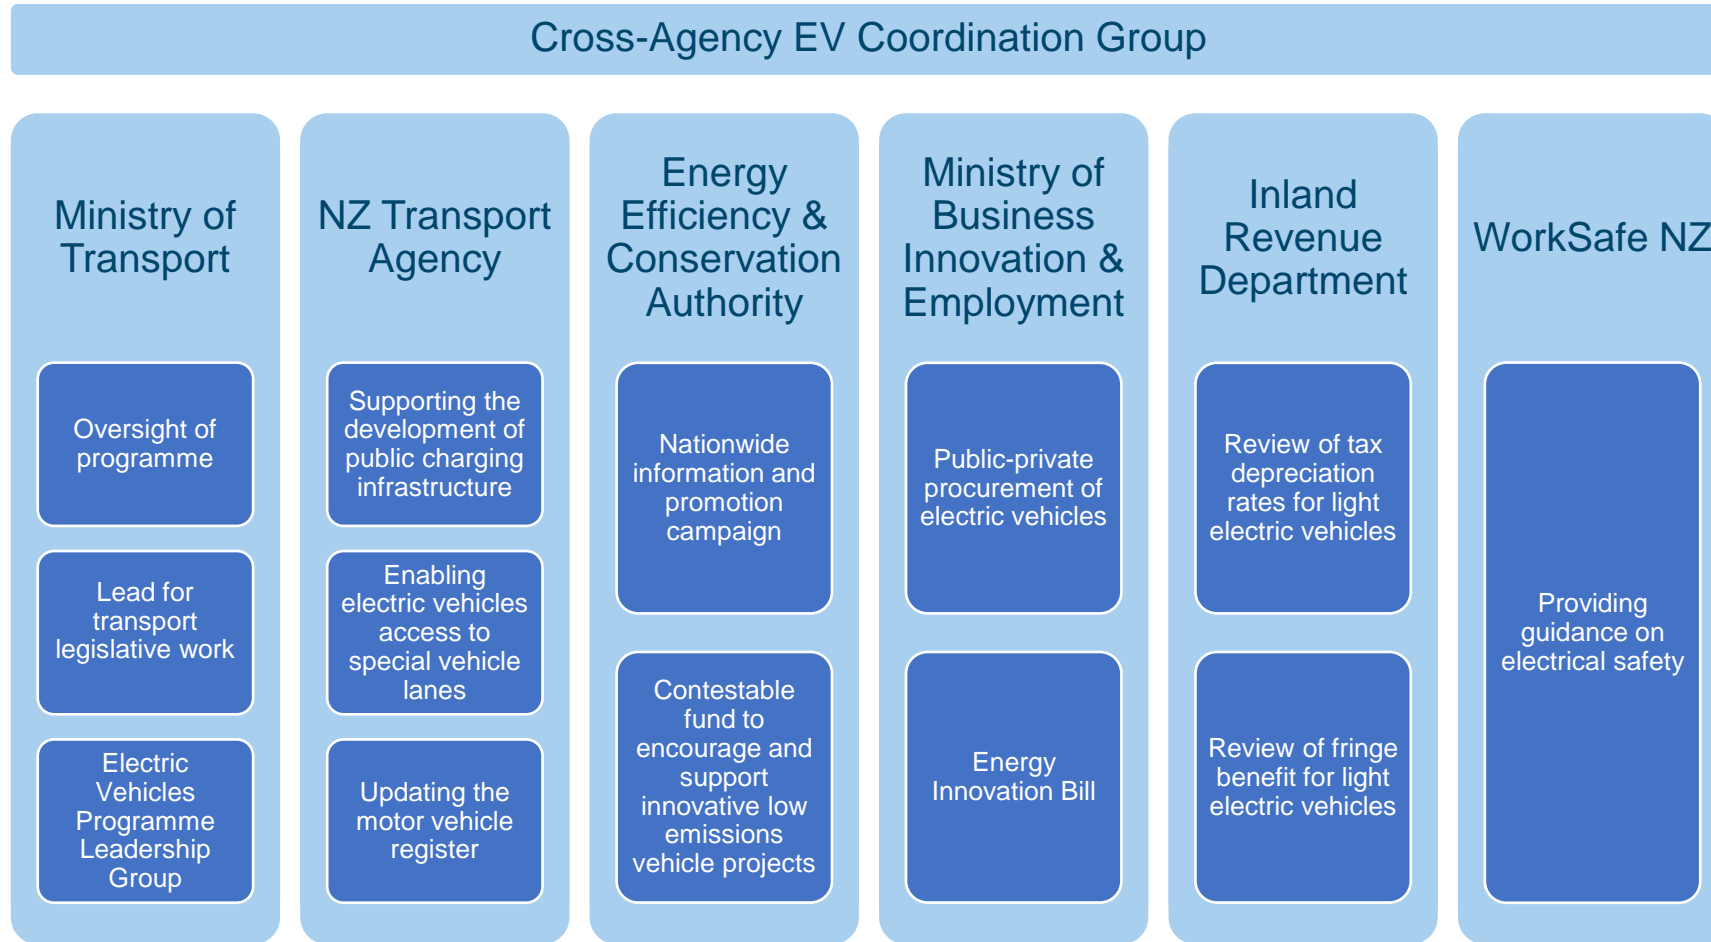 Cross-Agency EV Coordination Group
Ministry of
Transport
Oversight of
programme
Lead for
transport
legislative work
Electric
Vehicles
Programme
Leadership
Group
NZ Transport
Agency
Supporting the
development of
public charging
infrastructure
Enabling
electric vehicles
access to
special vehicle
lanes
Updating the
motor vehicle
register
Energy
Efficiency &
Conservation
Authority
Nationwide
information and
promotion
campaign
Contestable
fund to
encourage and
support
innovative low
emissions
vehicle projects
Ministry of
Business
Innovation &
Employment
Public-private
procurement of
electric vehicles
Energy
Innovation Bill
Inland
Revenue
Department
Review of tax
depreciation
rates for light
electric vehicles
Review of fringe
benefit for light
electric vehicles
WorkSafe NZ
Providing
guidance on
electrical safety